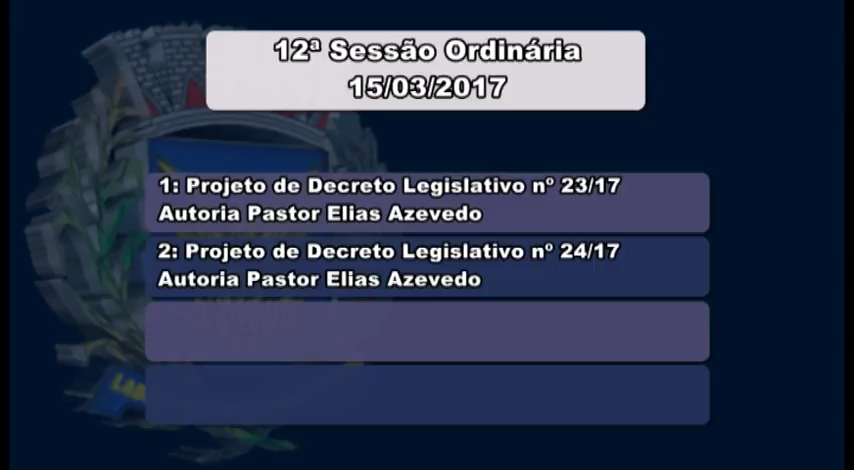 12ª Sessão Ordinária
15/03/2017
1: Projeto de Decreto Legislativo nº 23/17
Autoria Pastor Elias Azevedo
2: Projeto de Decreto Legislativo nº 24/17
Autoria Pastor Elias Azevedo